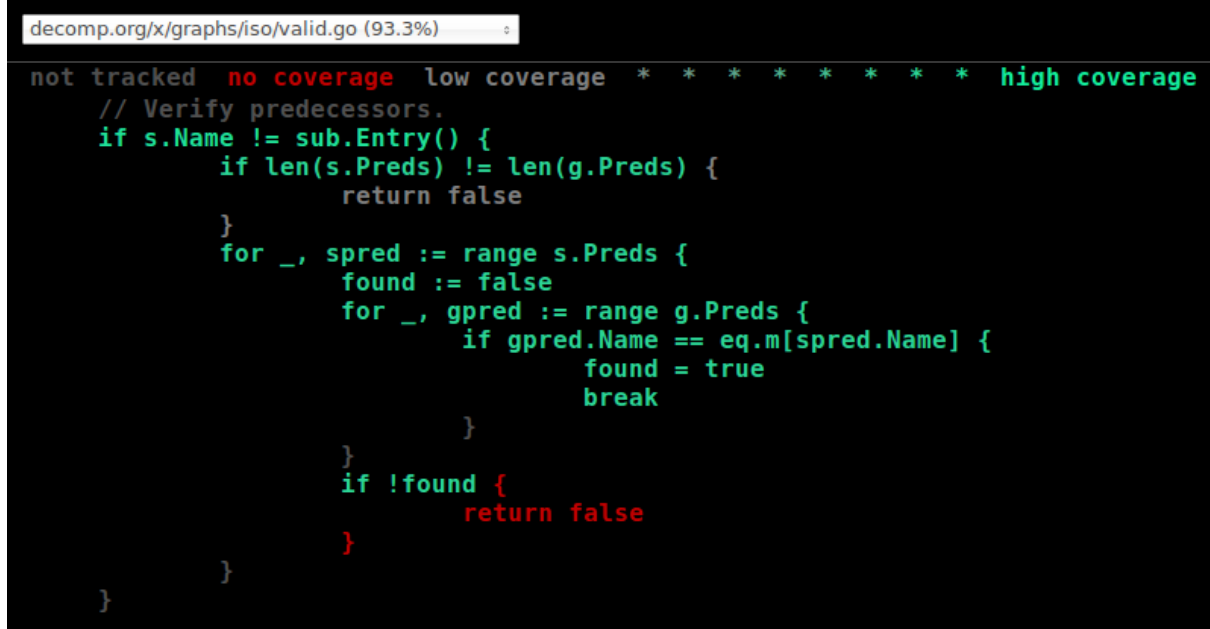 decomp.org/x/graphs/iso/valid.go (93.3%)
not tracked no coverage low coverage * * * * * * * * high coverage
// Verify predecessors.
if s.Name != sub.Entry() {
if len(s.Preds) != len(g.Preds) {
return false
}
for _, spred := range s.Preds {
found := false
for _, gpred := range g.Preds {
if gpred.Name == eq.m[spred.Name] {
found = true
break
}
}
if !found {
return false
}
}
}